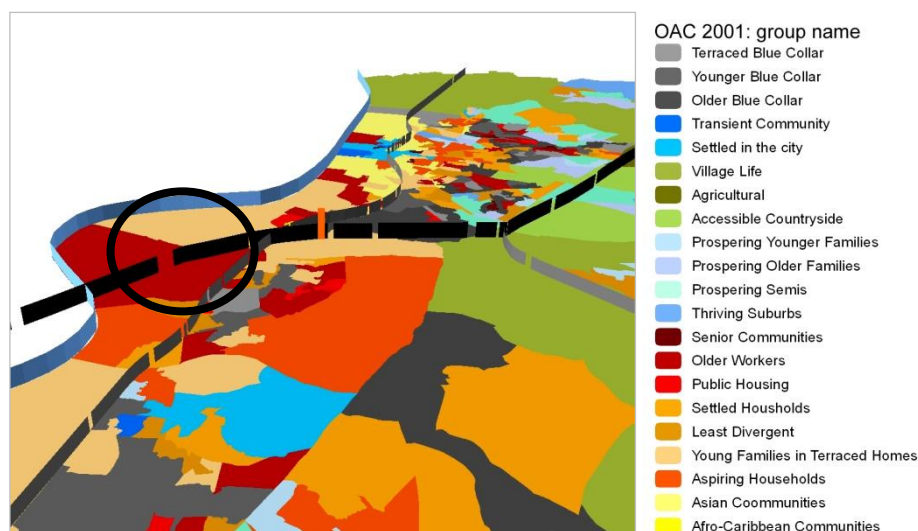 OAC 2001: group name
Terraced Blue Collar
Younger Blue Collar
Older Blue Collar
Transient Community
Settled in the city
Village Life
Agricultural
Accessible Countryside
Prospering Younger Families
Prospering Older Families
Prospering Semis
Thriving Suburbs
Senior Communities
Older Workers
Public Housing
Settled Housholds
Least Divergent
Young Families in Terraced Homes
Aspiring Households
Asian Coommunities
Afro-Caribbean Communities